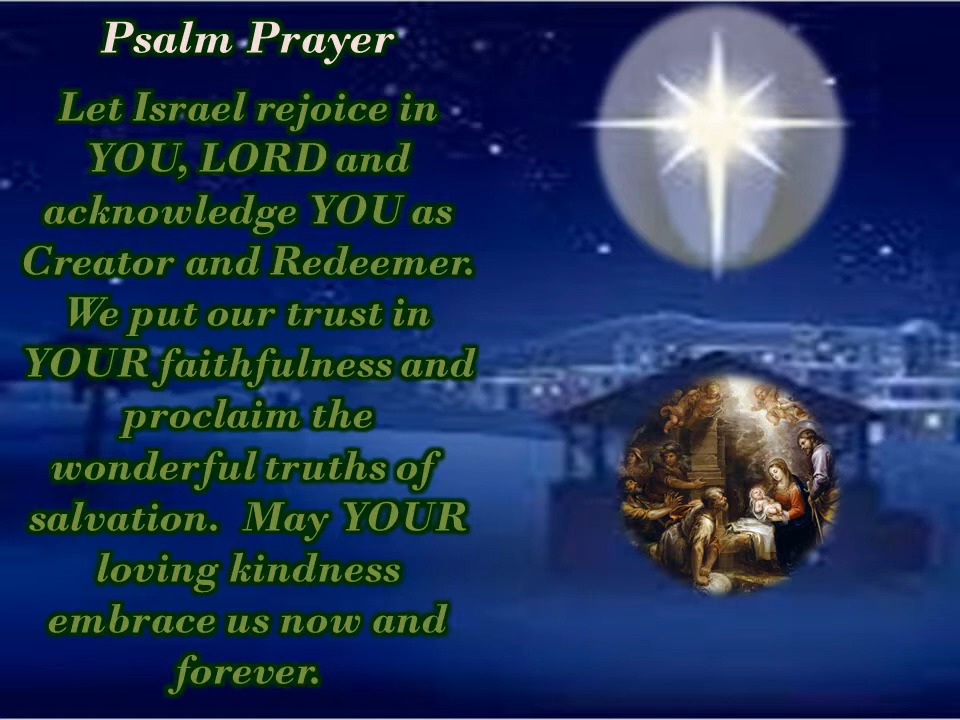 Psalm Prayer
Let Israel rejoice in
YOU, LORD and
acknowledge YOU as
Creator and Redeemer.
We put our trust in
YOUR faithfulness and
proclaim the
wonderful truths of
salvation.  May YOUR
loving kindness
embrace us now and
forever.